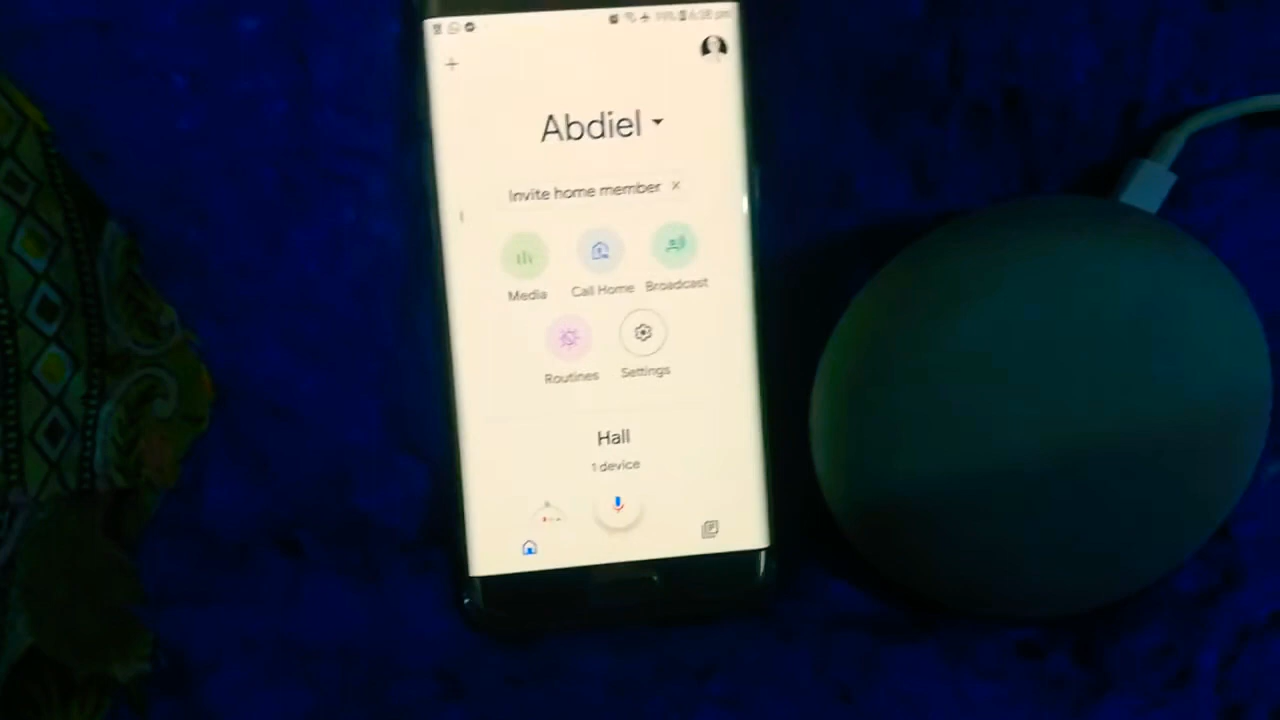 Abdiel
Invite home member ×
Media Call Home Broadcast
Routines Settings
Hall
1 device